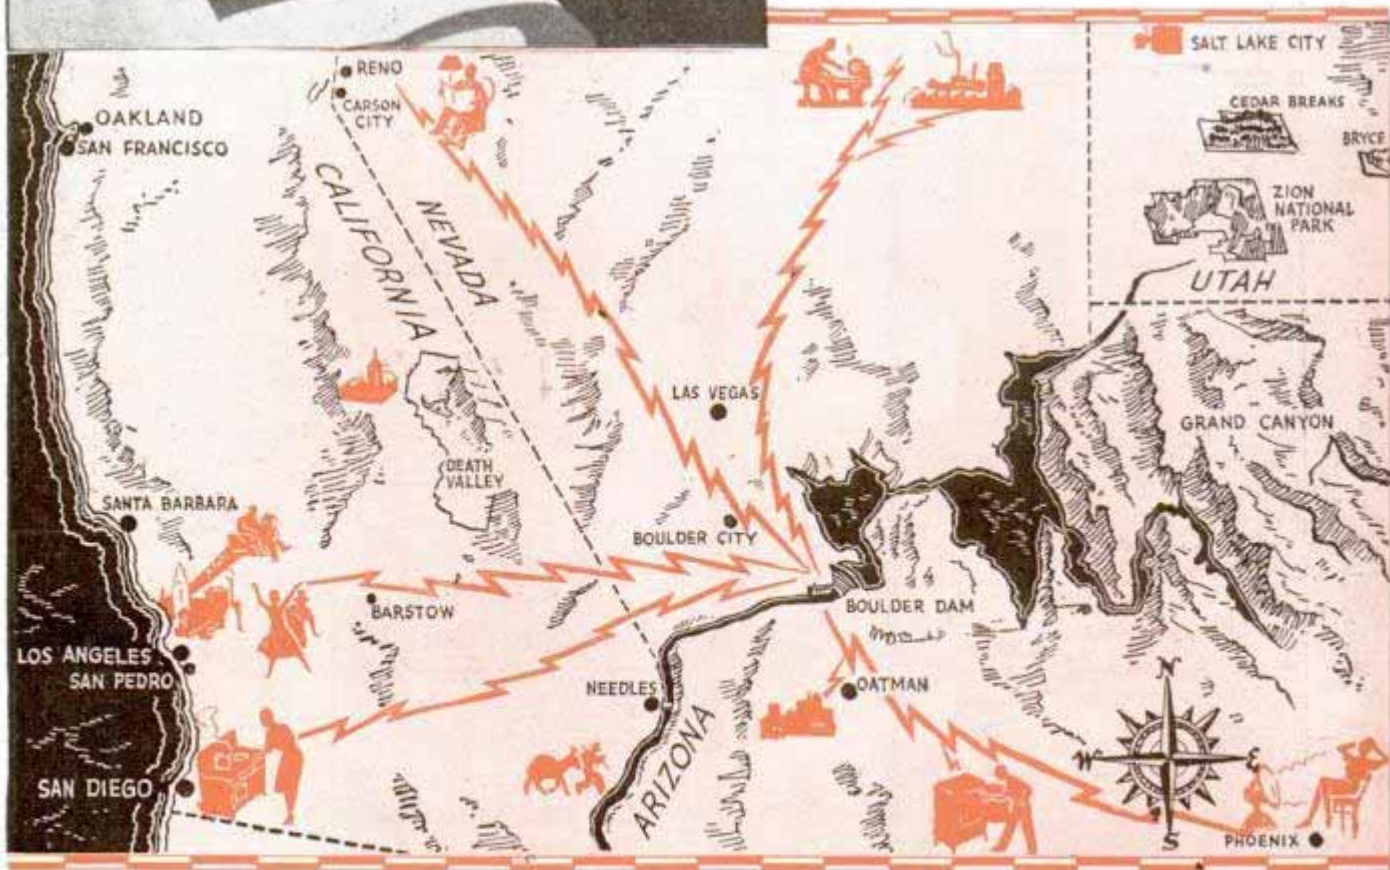 SALT LAKE CITY
RENO
CARSON
CITY
CEDAR BREAKS
OAKLAND
SAN FRANCISCO
BRYCE
CALIFORNIA
NEVADA
ZION
NATIONAL
PARK
UTAH
LAS VEGAS
GRAND CANYON
DEATH
VALLEY
SANTA BARBARA
BOULDER CITY
BARSTOW
BOULDER DAM
LOS ANGELES
SAN PEDRO
NEEDLES
OATMAN
ARIZONA
SAN DIEGO
N
W
E
S
PHOENIX